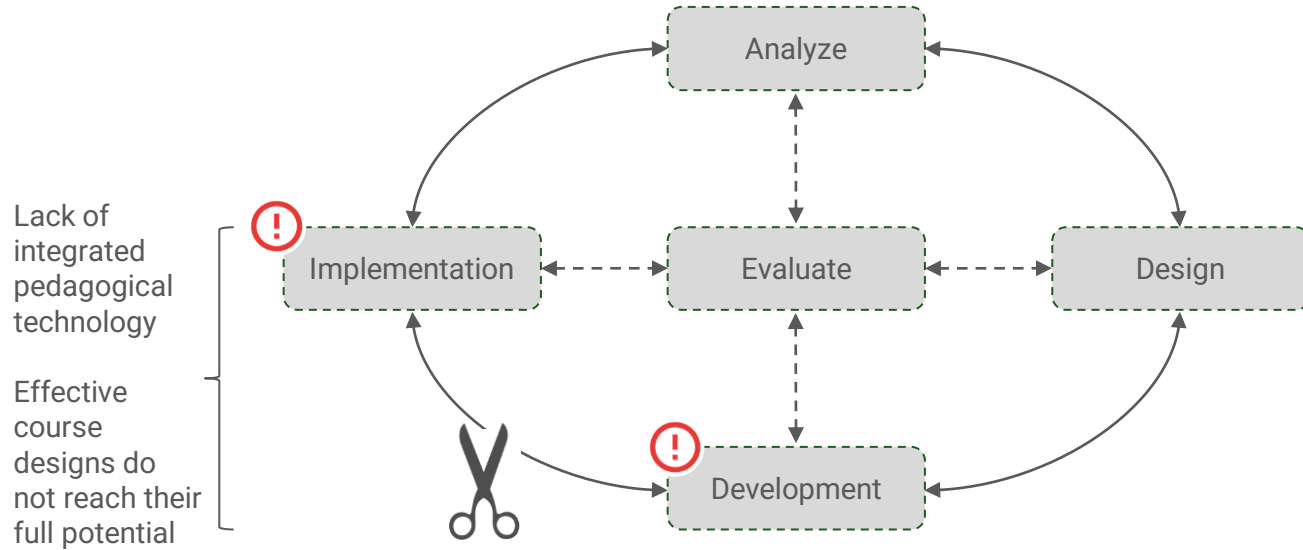 Analyze
Lack of
integrated
pedagogical
technology
Implementation
Evaluate
Design
Effective
course
designs do
not reach their
full potential
Development